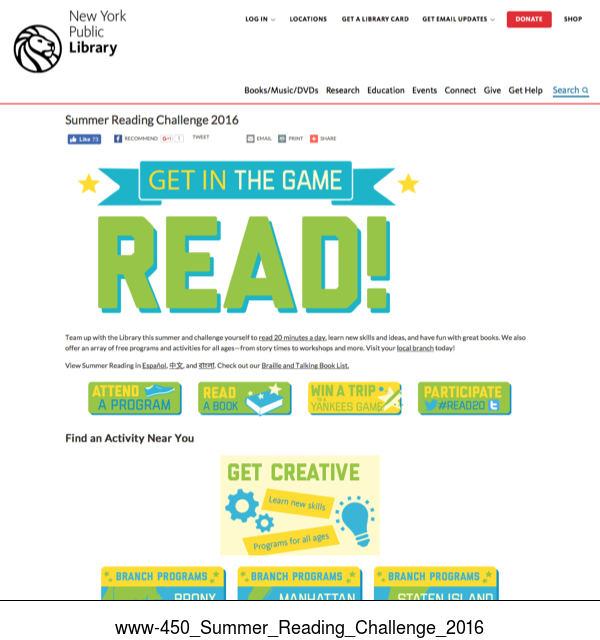 New York
Public
Library
LOG IN
LOCATIONS
GET A LIBRARY CARD
GET EMAIL UPDATES
DONATE
SHOP
Books/Music/DVDs Research Education Events Connect Give Get Help Search
Summer Reading Challenge 2016
Like 73
RECOMMEND
G+1
1
TWEET
EMAIL
PRINT
SHARE
GET IN THE GAME
READ!
Team up with the Library this summer and challenge yourself to read 20 minutes a day, learn new skills and ideas, and have fun with great books. We also
offer an array of free programs and activities for all ages—from story times to workshops and more. Visit your local branch today!
View Summer Reading in Español, 中文, and বাংলা. Check out our Braille and Talking Book List.
ATTEND
A PROGRAM
READ
A BOOK
WIN A TRIP
TO A
YANKEES GAME
PARTICIPATE
#READ20
Find an Activity Near You
GET CREATIVE
Learn new skills
Programs for all ages
BRANCH PROGRAMS
BRONX
BRANCH PROGRAMS
MANHATTAN
BRANCH PROGRAMS
STATEN ISLAND
www-450_Summer_Reading_Challenge_2016